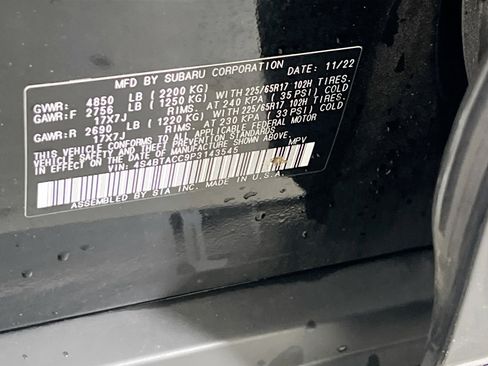 MFD BY SUBARU CORPORATION DATE: 11/22
GVWR: 4850 LB (2200 KG)
GAWR:F 2756 LB (1250 KG) WITH 225/65R17 102H TIRES.
17X7J RIMS. AT 240 KPA (35 PSI) COLD
GAWR:R 2690 LB (1220 KG) WITH 225/65R17 102H TIRES.
17X7J RIMS. AT 230 KPA (33 PSI) COLD
THIS VEHICLE CONFORMS TO ALL APPLICABLE FEDERAL MOTOR
VEHICLE SAFETY, BUMPER, AND THEFT PREVENTION STANDARDS
IN EFFECT ON THE DATE OF MANUFACTURE SHOWN ABOVE.
VIN: 4S4BTACC9P3143545 MPV
ASSEMBLED BY SIA INC. MADE IN U.S.A.